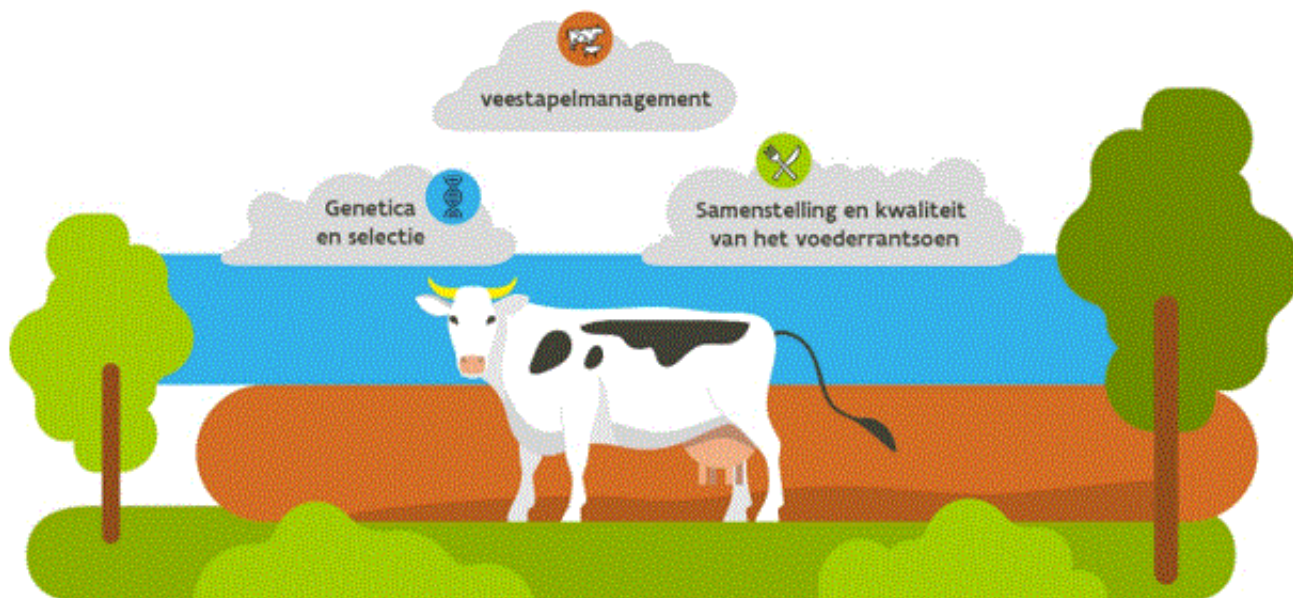 veestapelmanagement
Genetica
en selectie
Samenstelling en kwaliteit
van het voederrantsoen